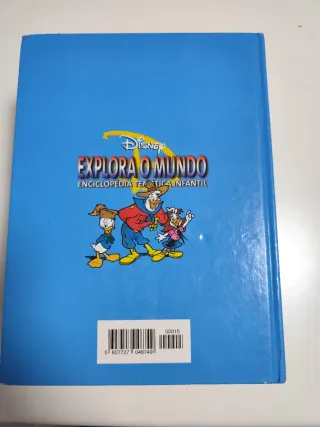 Disney
EXPLORA O MUNDO
ENCICLOPÉDIA TEMÁTICA INFANTIL
00015
5 607727 048749